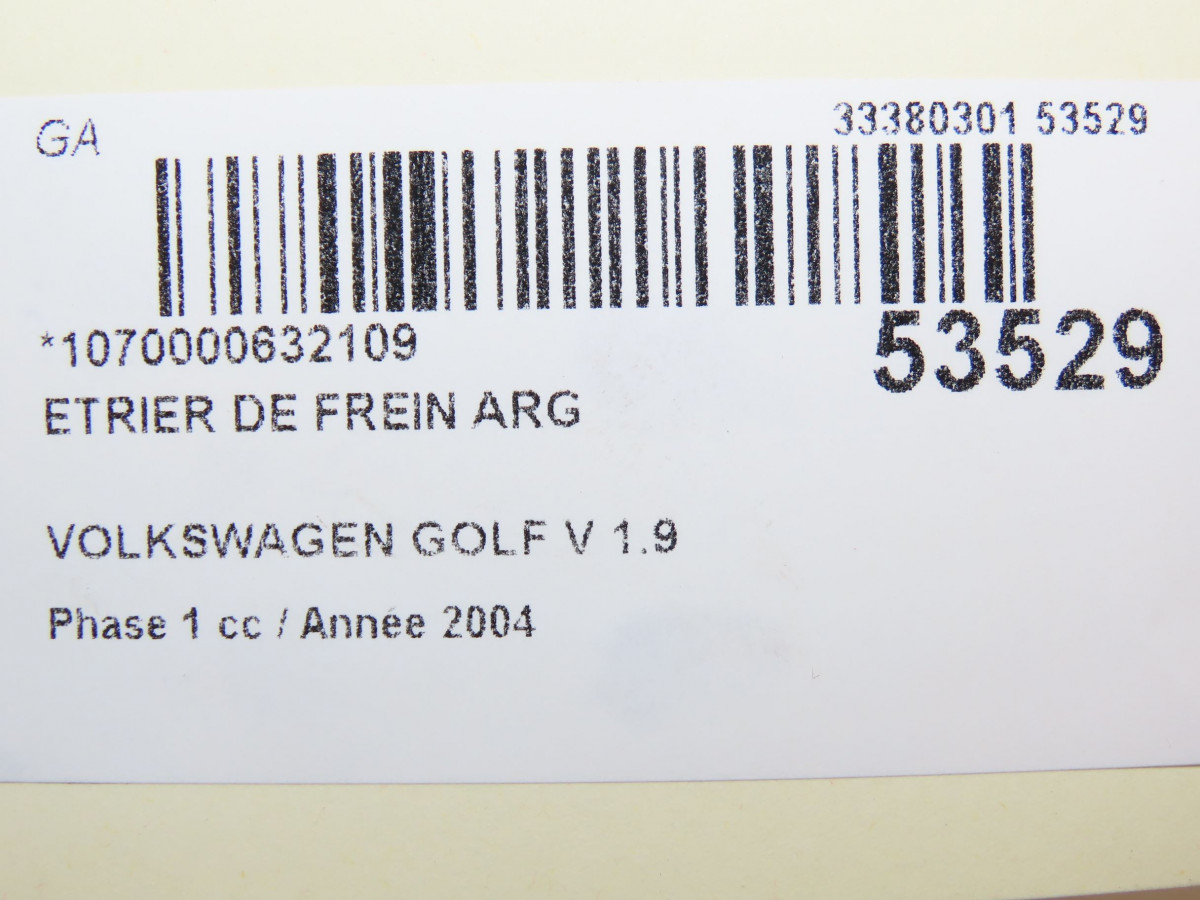 GA
33380301 53529
*1070000632109
53529
ETRIER DE FREIN ARG
VOLKSWAGEN GOLF V 1.9
Phase 1 cc / Année 2004